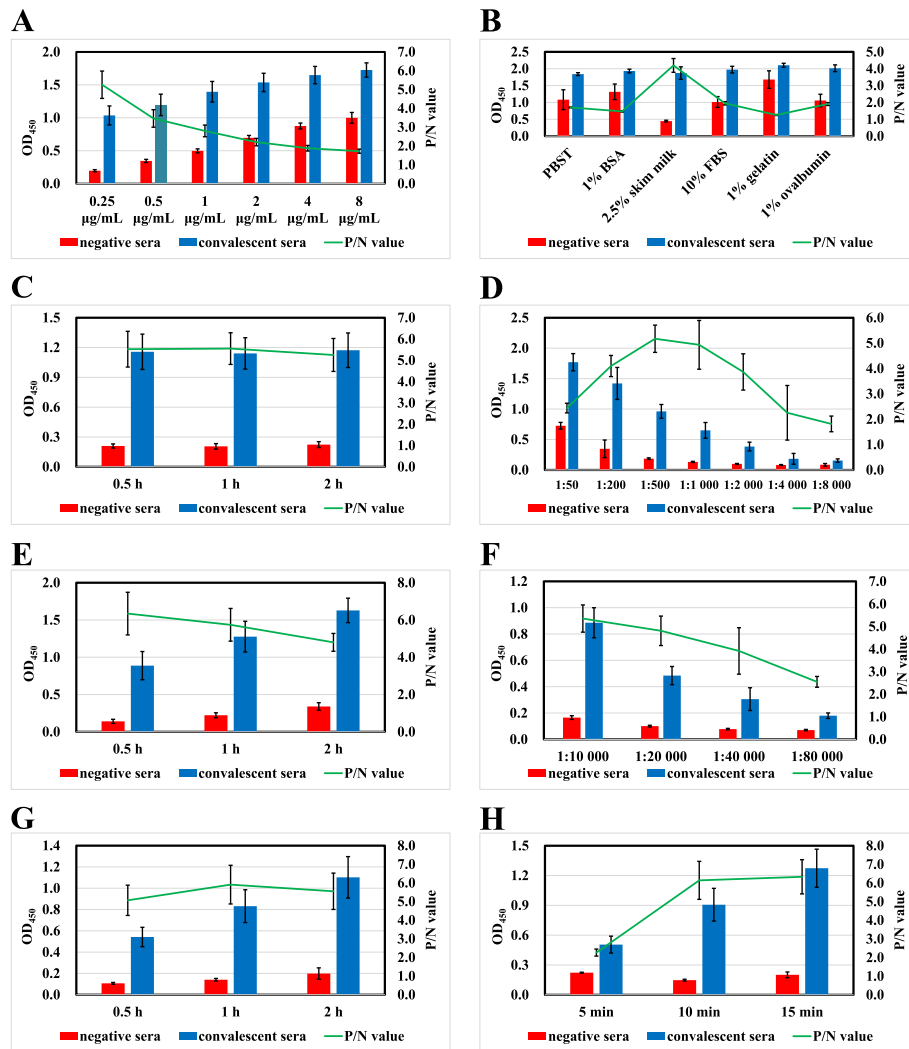 A
2.0
1.5
1.0
0.5
0.0
OD450
7.0
6.0
5.0
4.0
3.0
2.0
1.0
0.0
P/N value
0.25 0.5 1 2 4 8
μg/mL μg/mL μg/mL μg/mL μg/mL μg/mL
negative sera convalescent sera P/N value
B
2.5
2.0
1.5
1.0
0.5
0.0
OD450
5.0
4.0
3.0
2.0
1.0
0.0
P/N value
PBST 1% BSA 2.5% skim milk 10% FBS 1% gelatin 1% ovalbumin
negative sera convalescent sera P/N value
C
1.5
1.2
0.9
0.6
0.3
0.0
OD450
7.0
6.0
5.0
4.0
3.0
2.0
1.0
0.0
P/N value
0.5 h 1 h 2 h
negative sera convalescent sera P/N value
D
2.5
2.0
1.5
1.0
0.5
0.0
OD450
6.0
5.0
4.0
3.0
2.0
1.0
0.0
P/N value
1:50 1:200 1:500 1:1 000 1:2 000 1:4 000 1:8 000
negative sera convalescent sera P/N value
E
2.0
1.5
1.0
0.5
0.0
OD450
8.0
6.0
4.0
2.0
0.0
P/N value
0.5 h 1 h 2 h
negative sera convalescent sera P/N value
F
1.2
1.0
0.8
0.6
0.4
0.2
0.0
OD450
7.0
6.0
5.0
4.0
3.0
2.0
1.0
0.0
P/N value
1:10 000 1:20 000 1:40 000 1:80 000
negative sera convalescent sera P/N value
G
1.4
1.2
1.0
0.8
0.6
0.4
0.2
0.0
OD450
8.0
7.0
6.0
5.0
4.0
3.0
2.0
1.0
0.0
P/N value
0.5 h 1 h 2 h
negative sera convalescent sera P/N value
H
1.5
1.2
0.9
0.6
0.3
0.0
OD450
8.0
7.0
6.0
5.0
4.0
3.0
2.0
1.0
0.0
P/N value
5 min 10 min 15 min
negative sera convalescent sera P/N value